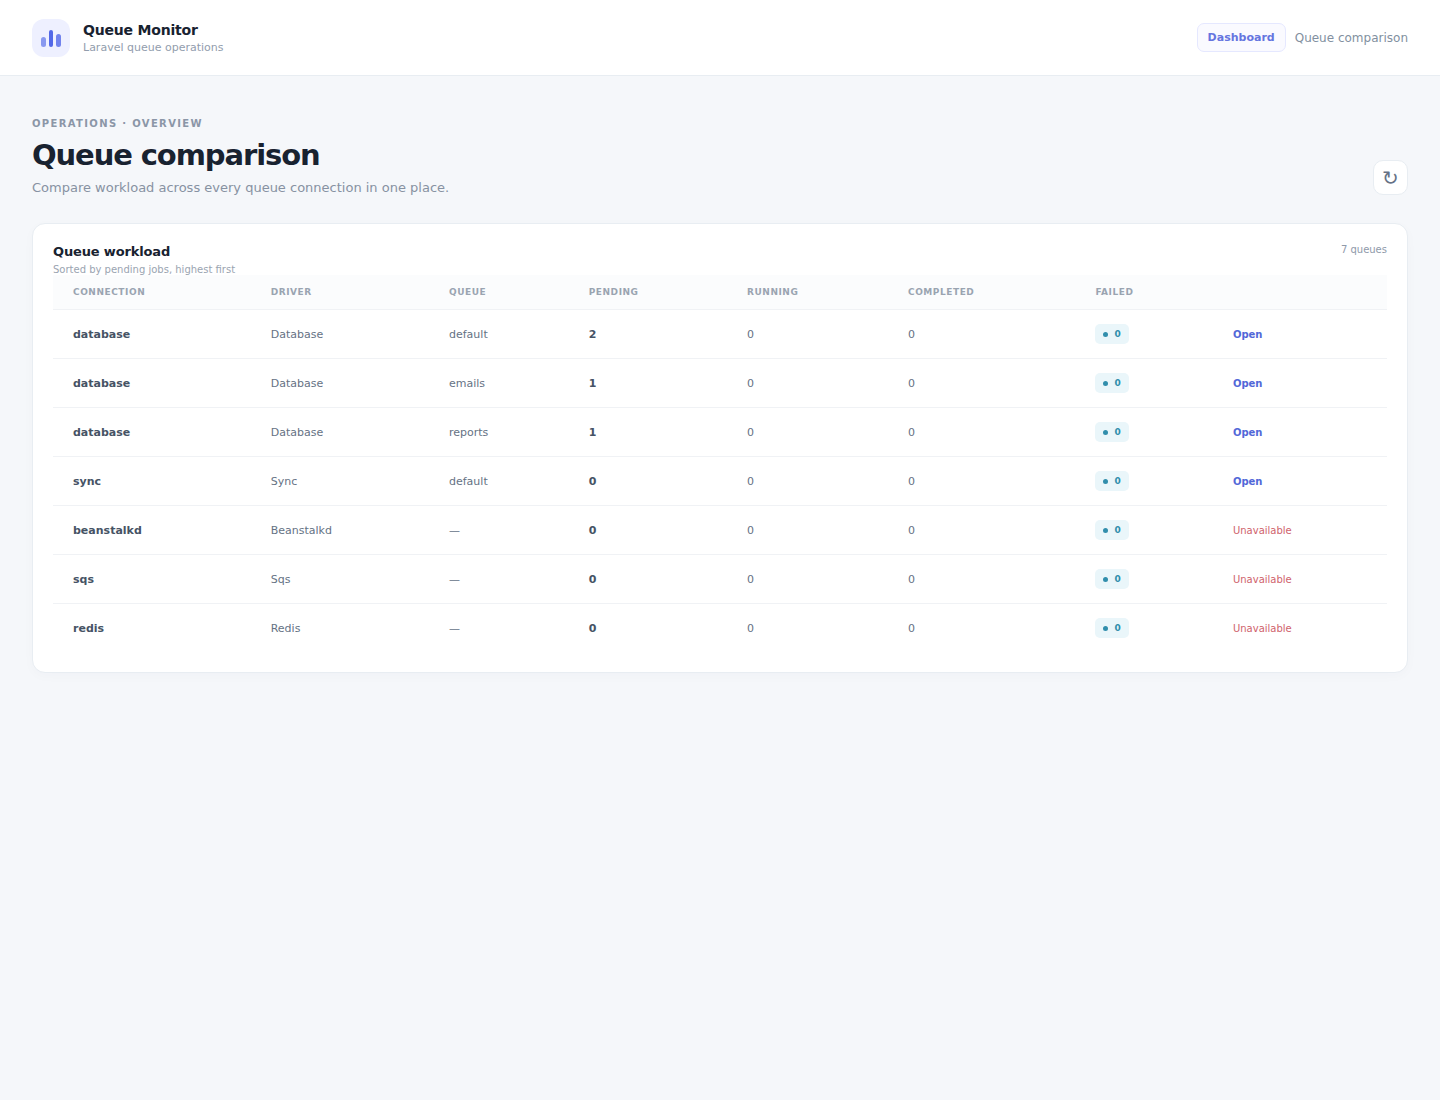 Queue Monitor
Laravel queue operations
Dashboard Queue comparison
OPERATIONS · OVERVIEW
Queue comparison
Compare workload across every queue connection in one place.
↻
Queue workload
7 queues
Sorted by pending jobs, highest first
CONNECTION DRIVER QUEUE PENDING RUNNING COMPLETED FAILED
database Database default 2 0 0 0 Open
database Database emails 1 0 0 0 Open
database Database reports 1 0 0 0 Open
sync Sync default 0 0 0 0 Open
beanstalkd Beanstalkd — 0 0 0 0 Unavailable
sqs Sqs — 0 0 0 0 Unavailable
redis Redis — 0 0 0 0 Unavailable